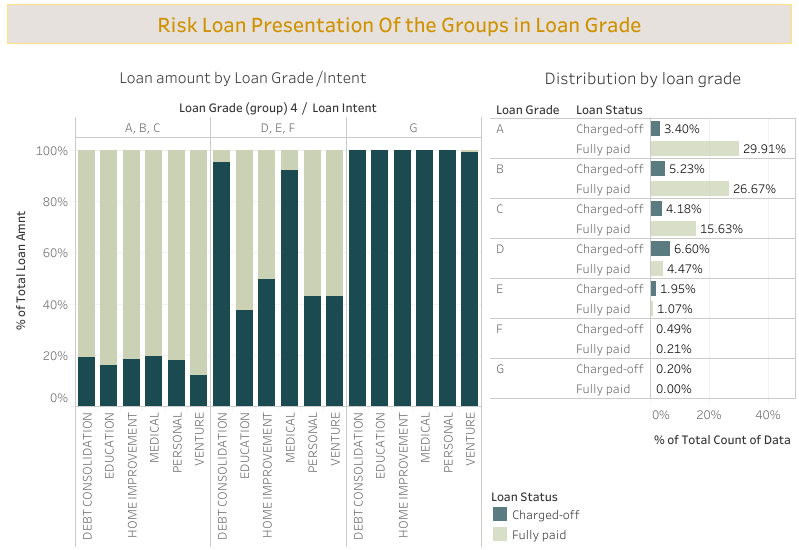 Risk Loan Presentation Of the Groups in Loan Grade
Loan amount by Loan Grade /Intent
Loan Grade (group) 4 / Loan Intent
A, B, C
D, E, F
G
% of Total Loan Amnt
100%
80%
60%
40%
20%
0%
DEBT CONSOLIDATION
EDUCATION
HOME IMPROVEMENT
MEDICAL
PERSONAL
VENTURE
DEBT CONSOLIDATION
EDUCATION
HOME IMPROVEMENT
MEDICAL
PERSONAL
VENTURE
DEBT CONSOLIDATION
EDUCATION
HOME IMPROVEMENT
MEDICAL
PERSONAL
VENTURE
Distribution by loan grade
Loan Grade Loan Status
A Charged-off 3.40%
Fully paid 29.91%
B Charged-off 5.23%
Fully paid 26.67%
C Charged-off 4.18%
Fully paid 15.63%
D Charged-off 6.60%
Fully paid 4.47%
E Charged-off 1.95%
Fully paid 1.07%
F Charged-off 0.49%
Fully paid 0.21%
G Charged-off 0.20%
Fully paid 0.00%
0% 20% 40%
% of Total Count of Data
Loan Status
Charged-off
Fully paid